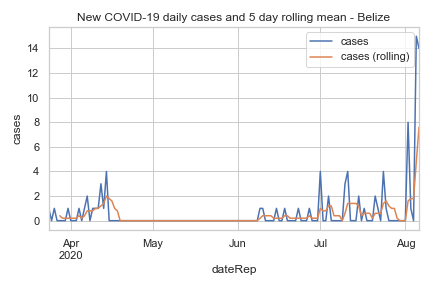 New COVID-19 daily cases and 5 day rolling mean - Belize
cases
cases (rolling)
14
12
10
8
6
4
2
0
cases
Apr May Jun Jul Aug
2020
dateRep